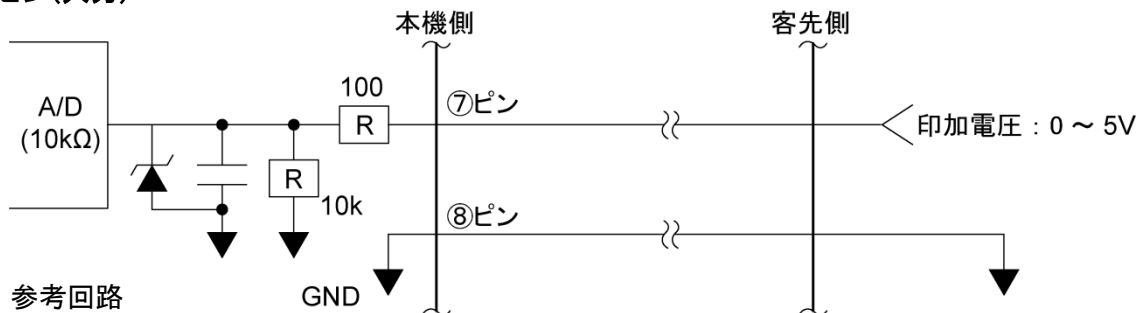 本機側
客先側
A/D
(10kΩ)
100
R
⑦ピン
印加電圧：0 ～ 5V
R
10k
⑧ピン
参考回路
GND